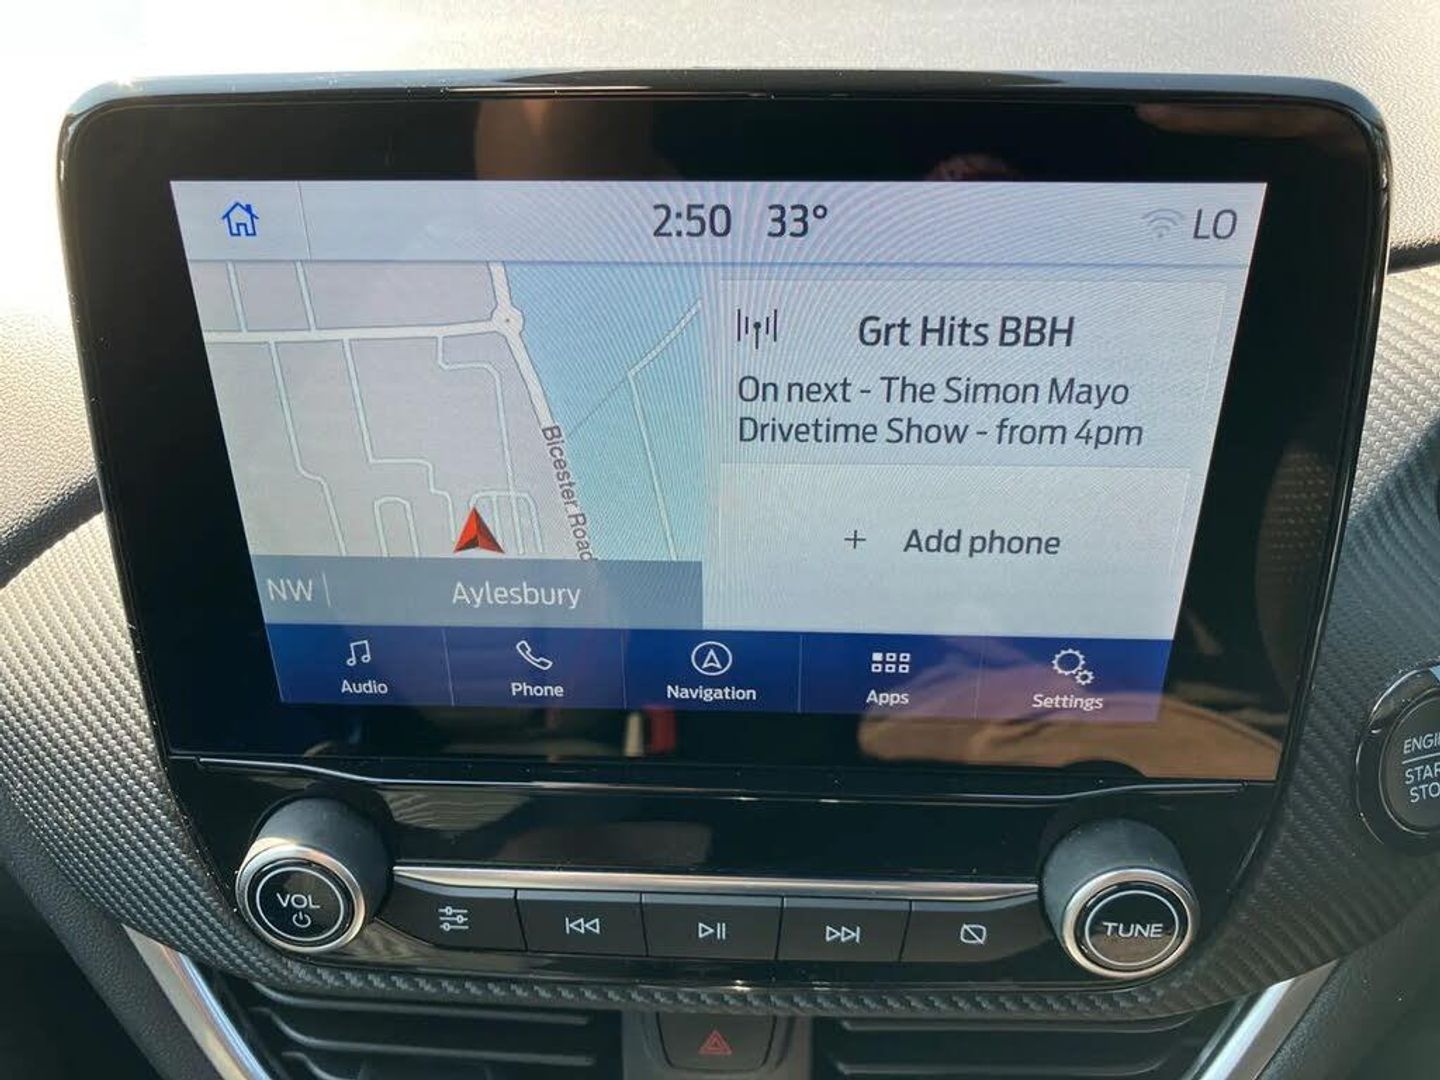 2:50 33° LO
Grt Hits BBH
On next - The Simon Mayo
Drivetime Show - from 4pm
Bicester Road
+ Add phone
NW | Aylesbury
Audio Phone Navigation Apps Settings
VOL
TUNE